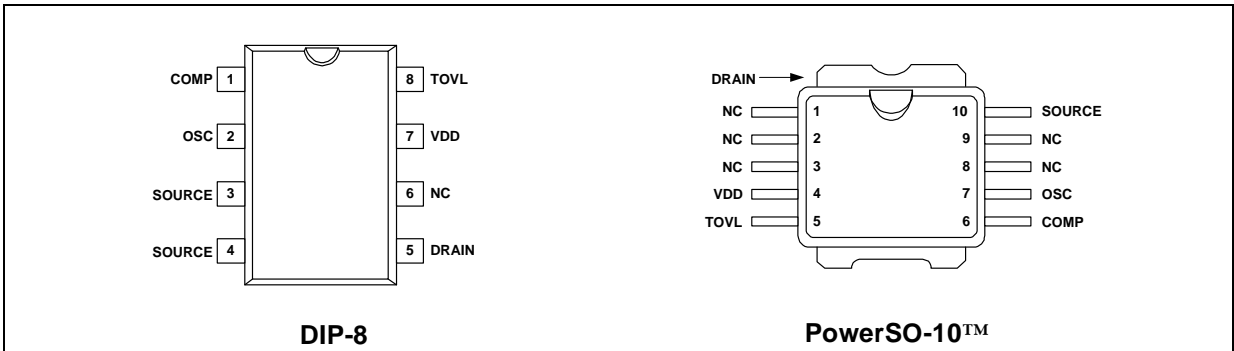 COMP 1
8 TOVL
OSC 2
7 VDD
SOURCE 3
6 NC
SOURCE 4
5 DRAIN
DIP-8
DRAIN
NC 1
10 SOURCE
NC 2
9 NC
NC 3
8 NC
VDD 4
7 OSC
TOVL 5
6 COMP
PowerSO-10™